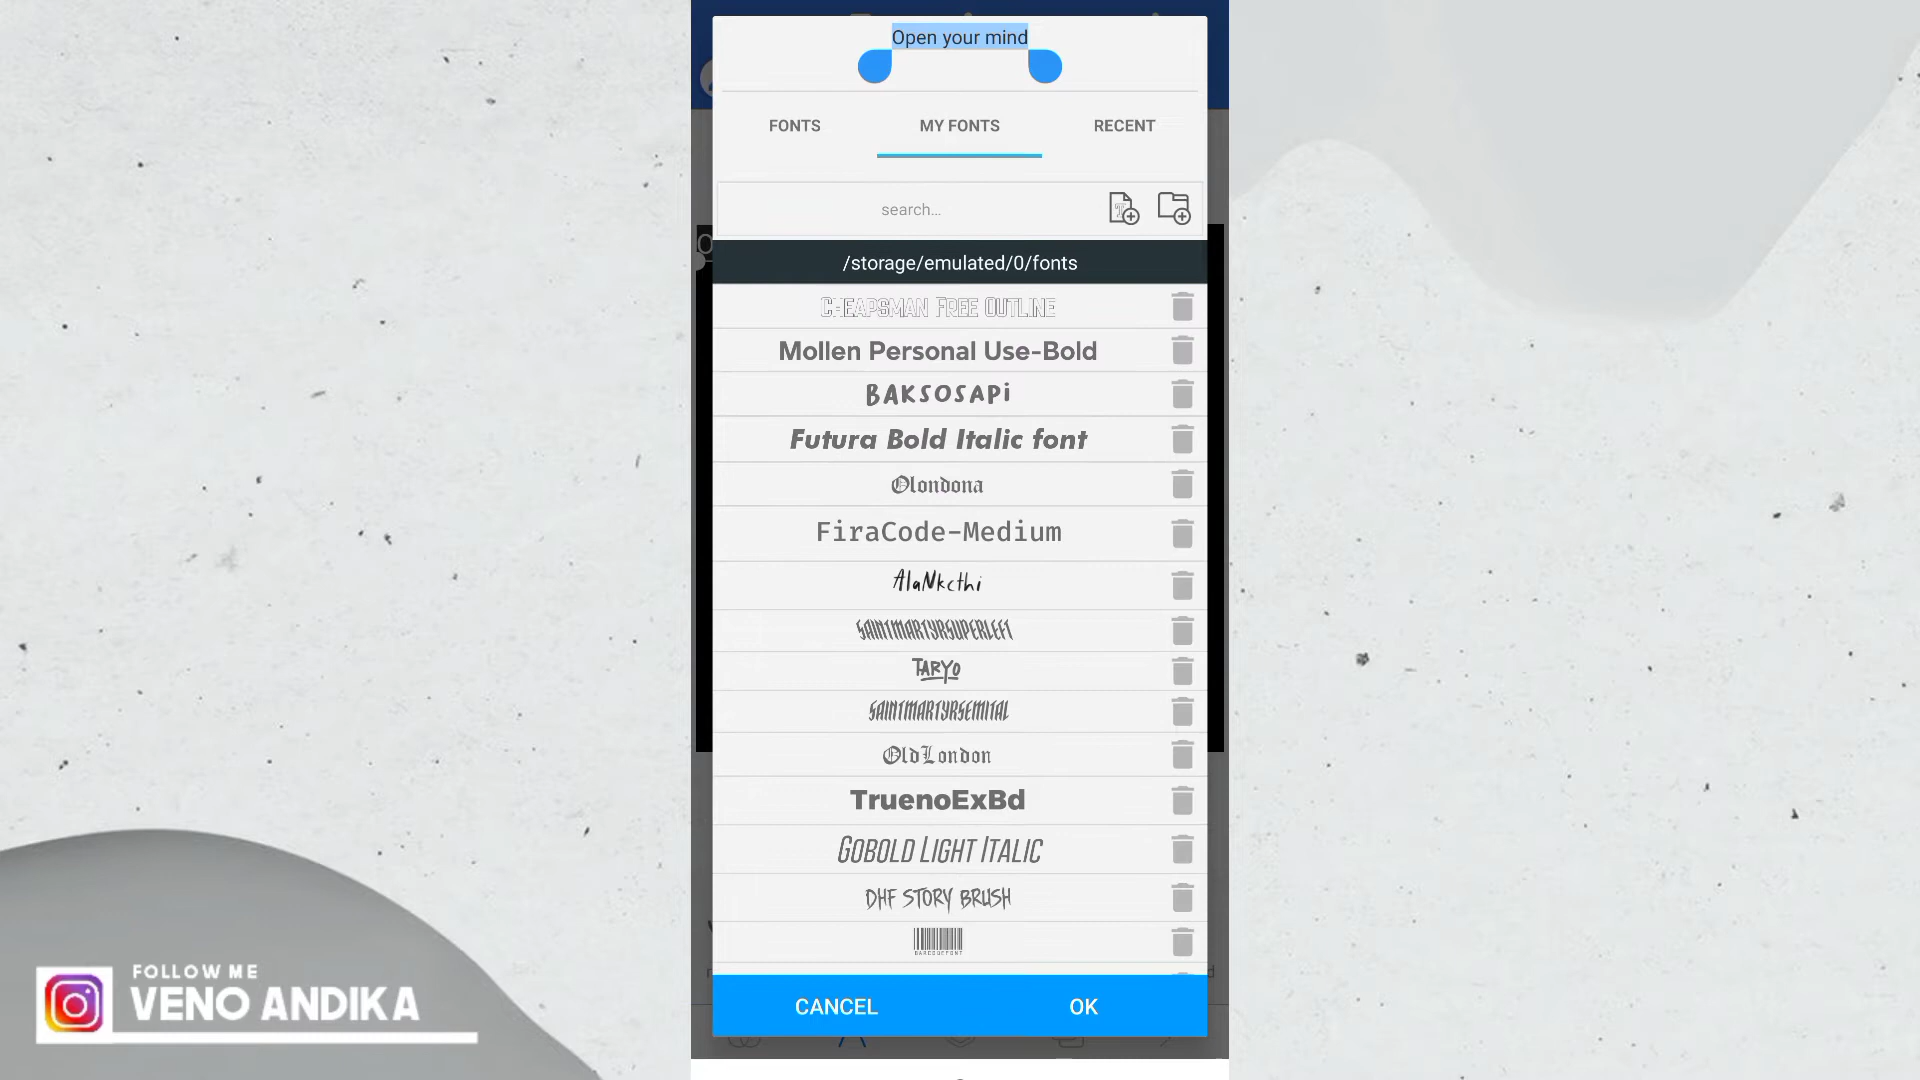 Open your mind
FONTS
MY FONTS
RECENT
search...
/storage/emulated/0/fonts
CHEAPSMAN FREE OUTLINE
Mollen Personal Use-Bold
BAKSOSAPi
Futura Bold Italic font
Olondona
FiraCode-Medium
AlaNkcthi
SAINTMARTYRSUPERLEFT
TARYO
SAINTMARTYRSEMITAL
OldLondon
TruenoExBd
GOBOLD LIGHT ITALIC
DHF STORY BRUSH
BARCODEFONT
CANCEL
OK
FOLLOW ME
VENO ANDIKA